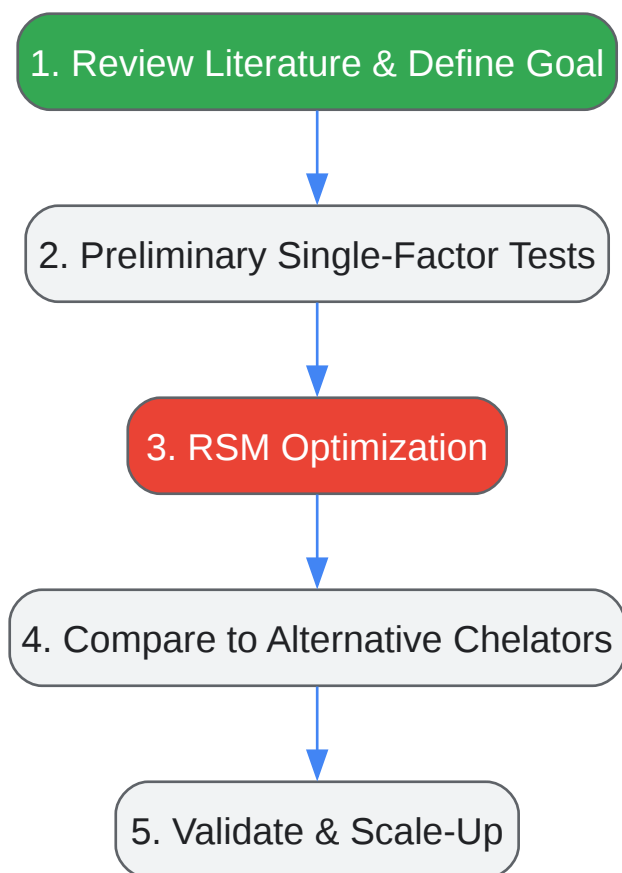 1. Review Literature & Define Goal
2. Preliminary Single-Factor Tests
3. RSM Optimization
4. Compare to Alternative Chelators
5. Validate & Scale-Up